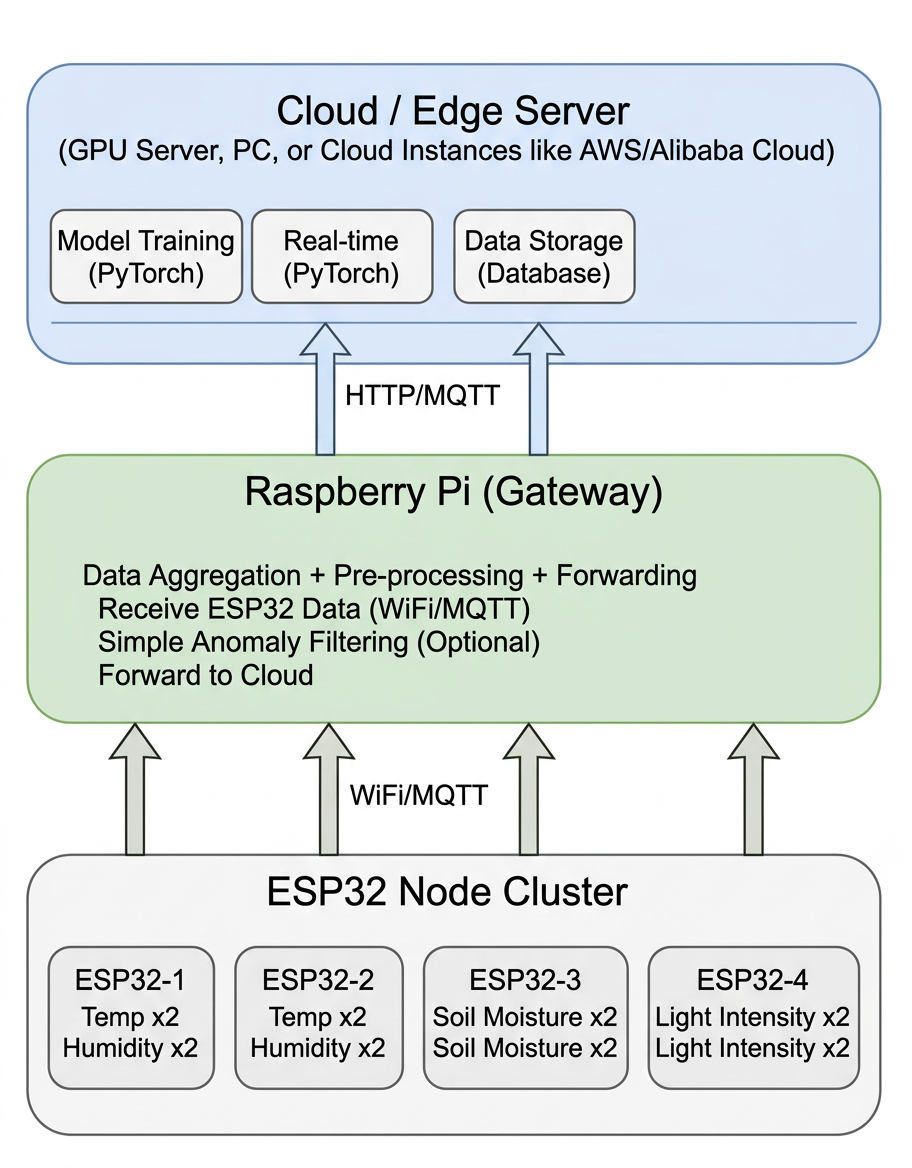 Cloud / Edge Server
(GPU Server, PC, or Cloud Instances like AWS/Alibaba Cloud)
Model Training
(PyTorch)
Real-time
(PyTorch)
Data Storage
(Database)
HTTP/MQTT
Raspberry Pi (Gateway)
Data Aggregation + Pre-processing + Forwarding
Receive ESP32 Data (WiFi/MQTT)
Simple Anomaly Filtering (Optional)
Forward to Cloud
WiFi/MQTT
ESP32 Node Cluster
ESP32-1
Temp x2
Humidity x2
ESP32-2
Temp x2
Humidity x2
ESP32-3
Soil Moisture x2
Soil Moisture x2
ESP32-4
Light Intensity x2
Light Intensity x2